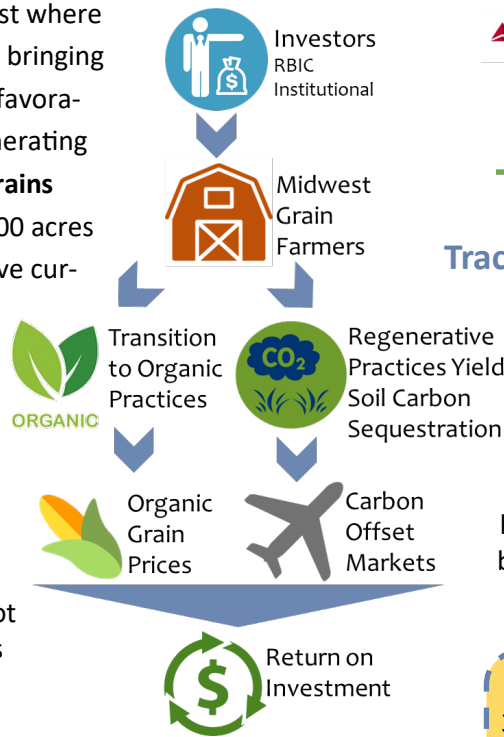 st where
bringing
favora-
nerating
rains
00 acres
ve cur-
Investors
RBIC
Institutional
$
Midwest
Grain
Farmers
Trac
Transition
to Organic
Practices
ORGANIC
CO2
Regenerative
Practices Yield
Soil Carbon
Sequestration
Organic
Grain
Prices
Carbon
Offset
Markets
ot
s
Return on
Investment
$